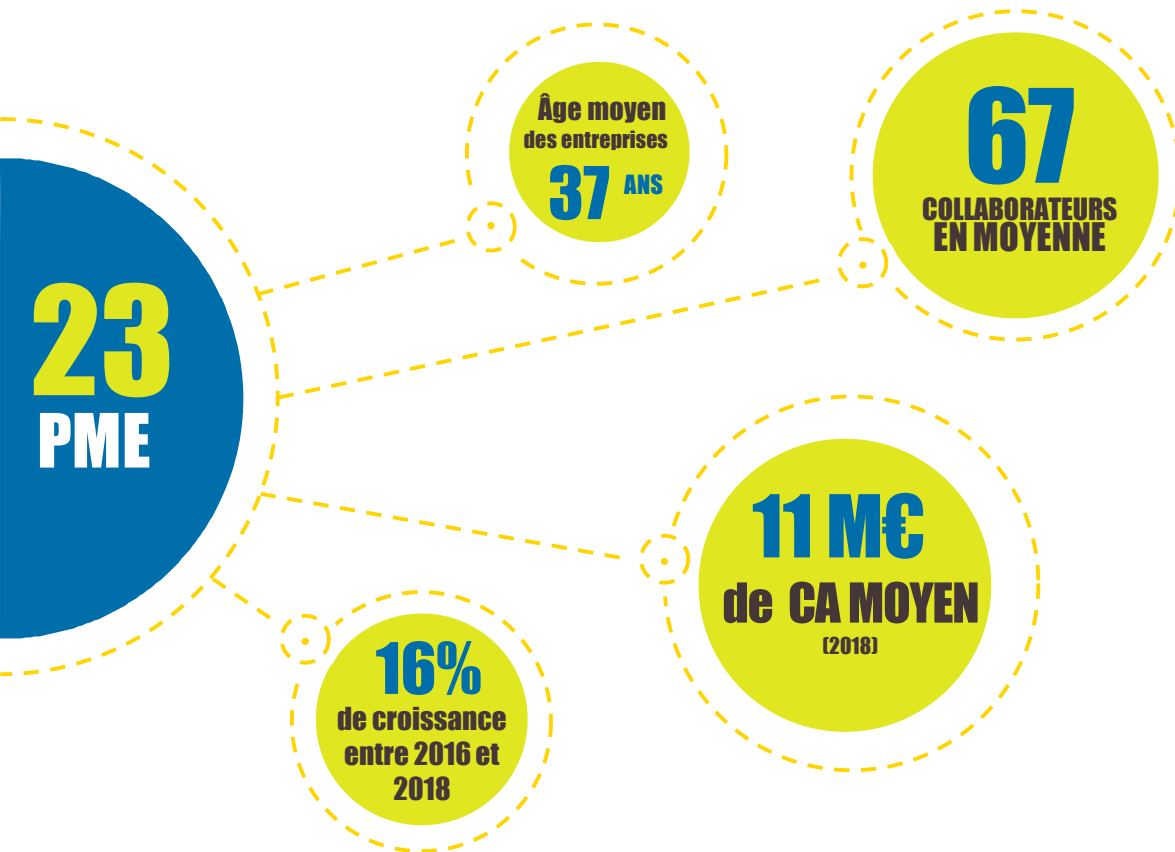 23
PME
Âge moyen
des entreprises
37 ANS
67
COLLABORATEURS
EN MOYENNE
11 M€
de CA MOYEN
(2018)
16%
de croissance
entre 2016 et
2018